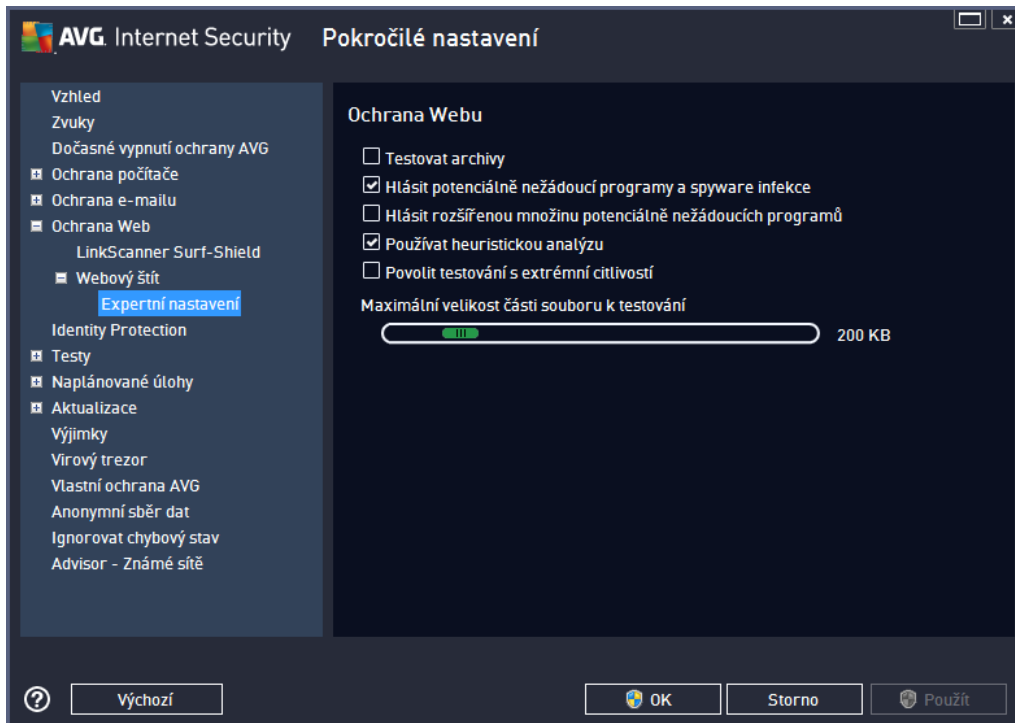 AVG. Internet Security Pokročilé nastavení
Vzhled
Zvuky
Dočasné vypnutí ochrany AVG
Ochrana počítače
Ochrana e-mailu
Ochrana Web
LinkScanner Surf-Shield
Webový štít
Expertní nastavení
Identity Protection
Testy
Naplánované úlohy
Aktualizace
Výjimky
Virový trezor
Vlastní ochrana AVG
Anonymní sběr dat
Ignorovat chybový stav
Advisor - Známé sítě
Ochrana Webu
Testovat archivy
Hlásit potenciálně nežádoucí programy a spyware infekce
Hlásit rozšířenou množinu potenciálně nežádoucích programů
Používat heuristickou analýzu
Povolit testování s extrémní citlivostí
Maximální velikost části souboru k testování
200 KB
? Výchozí OK Storno Použít